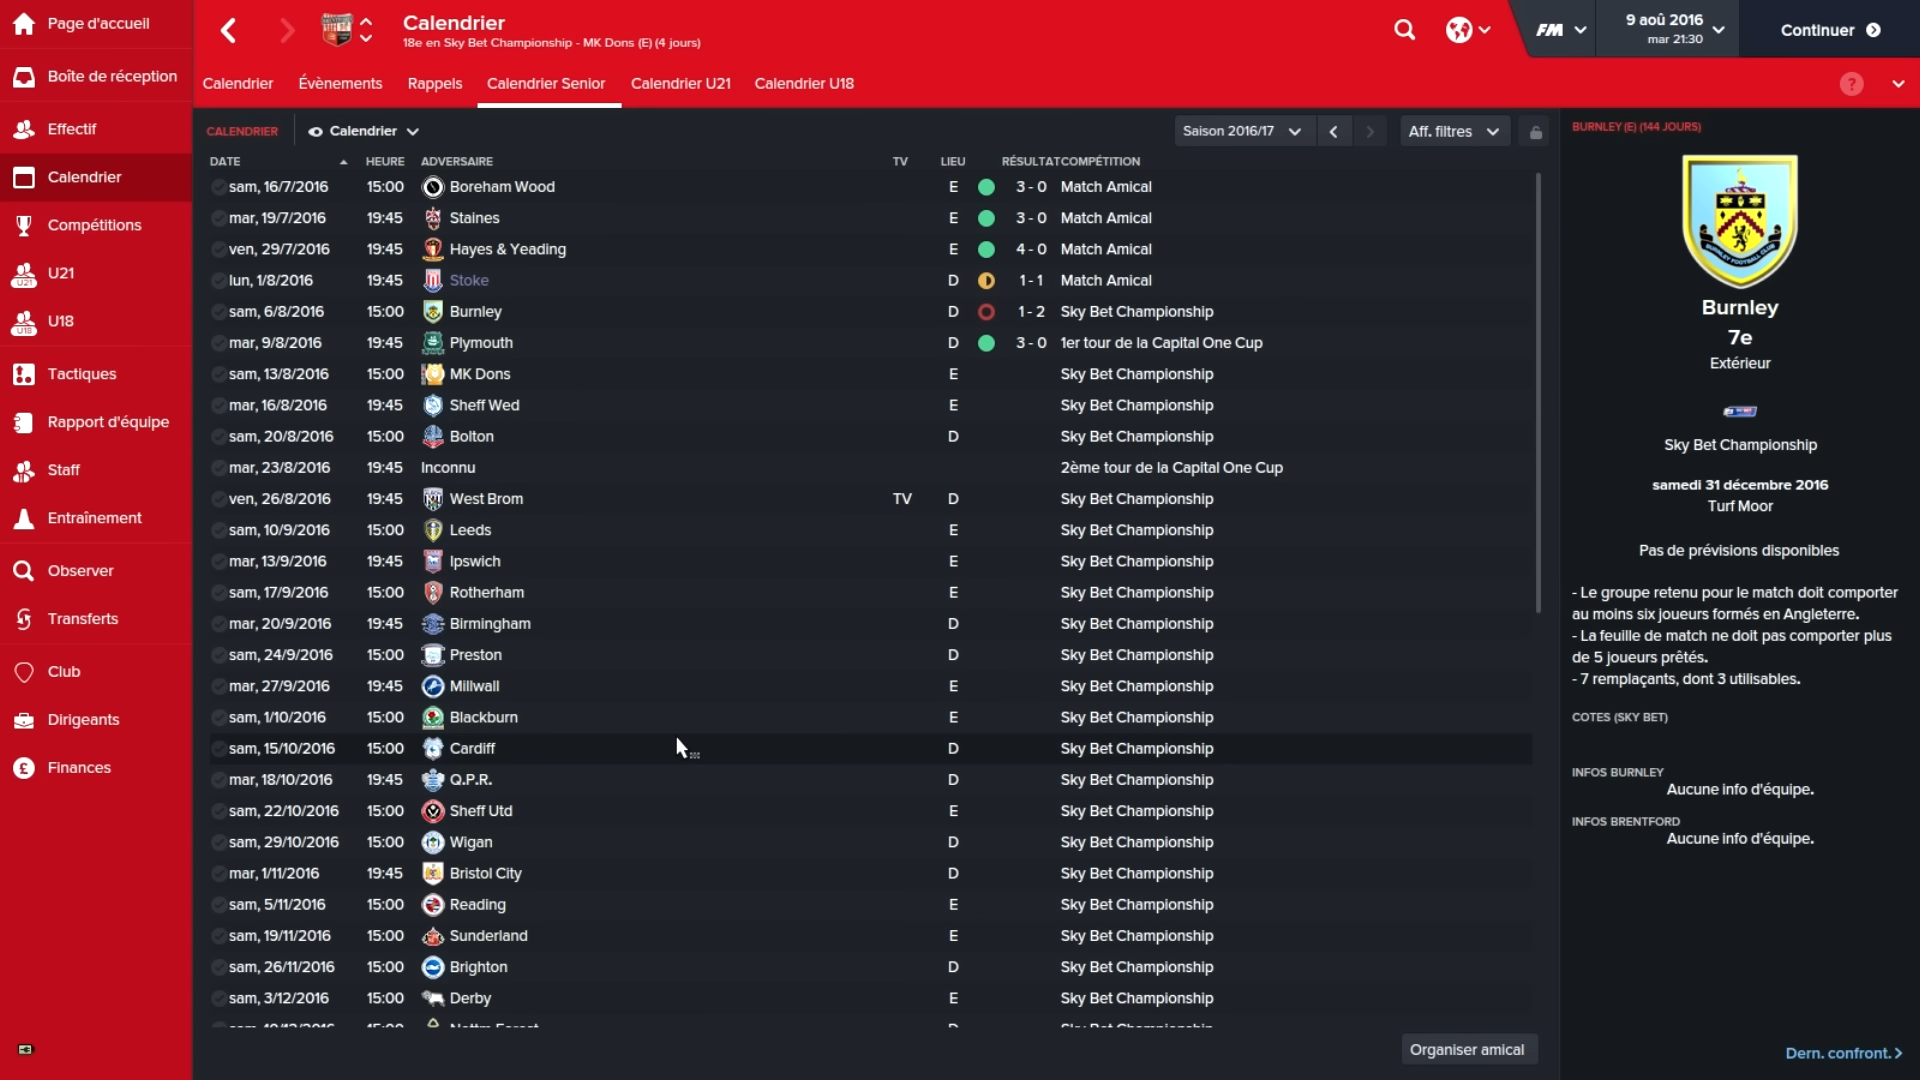 Page d'accueil
Boîte de réception
Effectif
Calendrier
Compétitions
U21
U18
Tactiques
Rapport d'équipe
Staff
Entraînement
Observer
Transferts
Club
Dirigeants
Finances
Calendrier
18e en Sky Bet Championship - MK Dons (E) (4 jours)
FM
9 aoû 2016
mar 21:30
Continuer
Calendrier Évènements Rappels Calendrier Senior Calendrier U21 Calendrier U18
?
CALENDRIER Calendrier Saison 2016/17 Aff. filtres
DATE HEURE ADVERSAIRE TV LIEU RÉSULTAT COMPÉTITION
sam, 16/7/2016 15:00 Boreham Wood E 3 - 0 Match Amical
mar, 19/7/2016 19:45 Staines E 3 - 0 Match Amical
ven, 29/7/2016 19:45 Hayes & Yeading E 4 - 0 Match Amical
lun, 1/8/2016 19:45 Stoke D 1 - 1 Match Amical
sam, 6/8/2016 15:00 Burnley D 1 - 2 Sky Bet Championship
mar, 9/8/2016 19:45 Plymouth D 3 - 0 1er tour de la Capital One Cup
sam, 13/8/2016 15:00 MK Dons E Sky Bet Championship
mar, 16/8/2016 19:45 Sheff Wed E Sky Bet Championship
sam, 20/8/2016 15:00 Bolton D Sky Bet Championship
mar, 23/8/2016 19:45 Inconnu 2ème tour de la Capital One Cup
ven, 26/8/2016 19:45 West Brom TV D Sky Bet Championship
sam, 10/9/2016 15:00 Leeds E Sky Bet Championship
mar, 13/9/2016 19:45 Ipswich E Sky Bet Championship
sam, 17/9/2016 15:00 Rotherham E Sky Bet Championship
mar, 20/9/2016 19:45 Birmingham D Sky Bet Championship
sam, 24/9/2016 15:00 Preston D Sky Bet Championship
mar, 27/9/2016 19:45 Millwall E Sky Bet Championship
sam, 1/10/2016 15:00 Blackburn E Sky Bet Championship
sam, 15/10/2016 15:00 Cardiff D Sky Bet Championship
mar, 18/10/2016 19:45 Q.P.R. D Sky Bet Championship
sam, 22/10/2016 15:00 Sheff Utd E Sky Bet Championship
sam, 29/10/2016 15:00 Wigan D Sky Bet Championship
mar, 1/11/2016 19:45 Bristol City D Sky Bet Championship
sam, 5/11/2016 15:00 Reading E Sky Bet Championship
sam, 19/11/2016 15:00 Sunderland E Sky Bet Championship
sam, 26/11/2016 15:00 Brighton D Sky Bet Championship
sam, 3/12/2016 15:00 Derby E Sky Bet Championship
Organiser amical
BURNLEY (E) (144 JOURS)
Burnley
7e
Extérieur
Sky Bet Championship
samedi 31 décembre 2016
Turf Moor
Pas de prévisions disponibles
- Le groupe retenu pour le match doit comporter
au moins six joueurs formés en Angleterre.
- La feuille de match ne doit pas comporter plus
de 5 joueurs prêtés.
- 7 remplaçants, dont 3 utilisables.
COTES (SKY BET)
INFOS BURNLEY
Aucune info d'équipe.
INFOS BRENTFORD
Aucune info d'équipe.
Dern. confront.